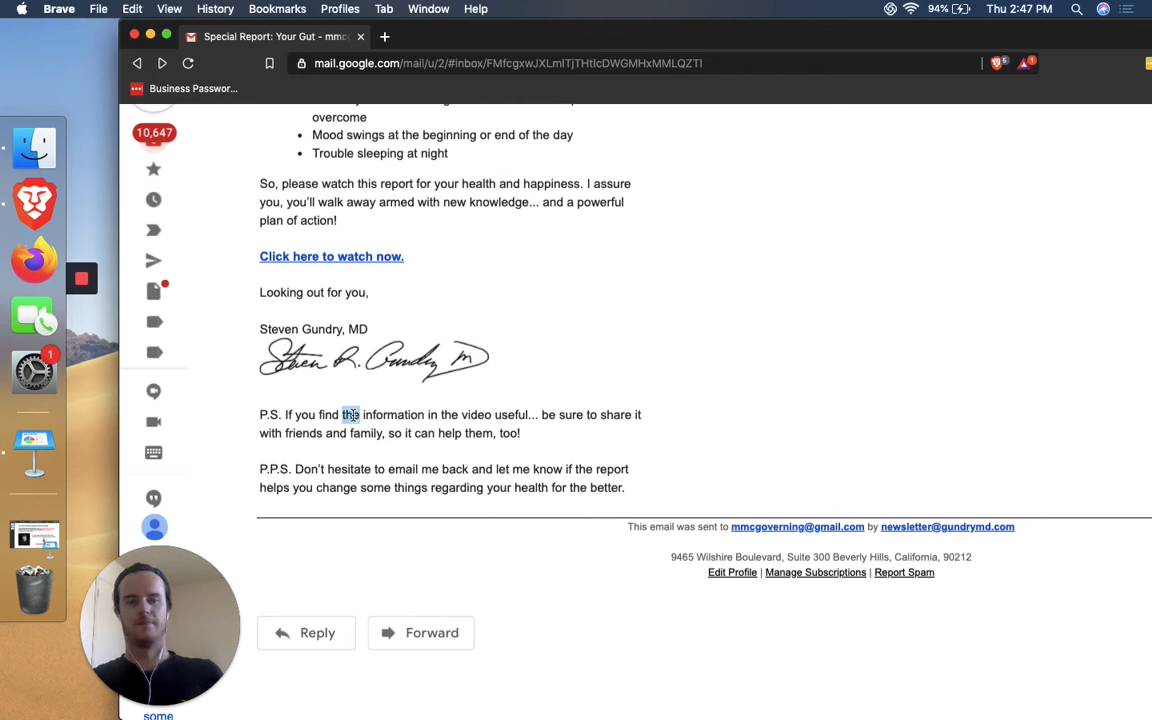 Brave File Edit View History Bookmarks Profiles Tab Window Help 94% Thu 2:47 PM
Special Report: Your Gut - mmc
mail.google.com/mail/u/2/#inbox/FMfcgxwJXLmlTjTHtlcDWGMHxMMLQZTl
5 1
Business Passwor...
10,647
overcome
• Mood swings at the beginning or end of the day
• Trouble sleeping at night
So, please watch this report for your health and happiness. I assure
you, you'll walk away armed with new knowledge... and a powerful
plan of action!
Click here to watch now.
Looking out for you,
Steven Gundry, MD
Steven R. Gundry MD
1
P.S. If you find the information in the video useful... be sure to share it
with friends and family, so it can help them, too!
P.P.S. Don't hesitate to email me back and let me know if the report
helps you change some things regarding your health for the better.
This email was sent to mmcgoverning@gmail.com by newsletter@gundrymd.com
9465 Wilshire Boulevard, Suite 300 Beverly Hills, California, 90212
Edit Profile | Manage Subscriptions | Report Spam
Reply Forward
some